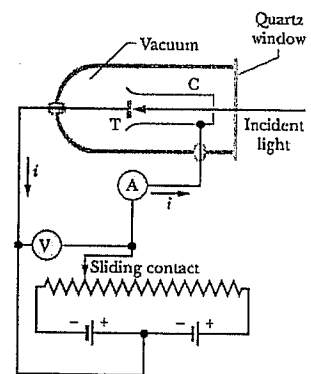 Quartz
window
Vacuum
C
T
Incident
light
i
A
i
V
Sliding contact
− + − +